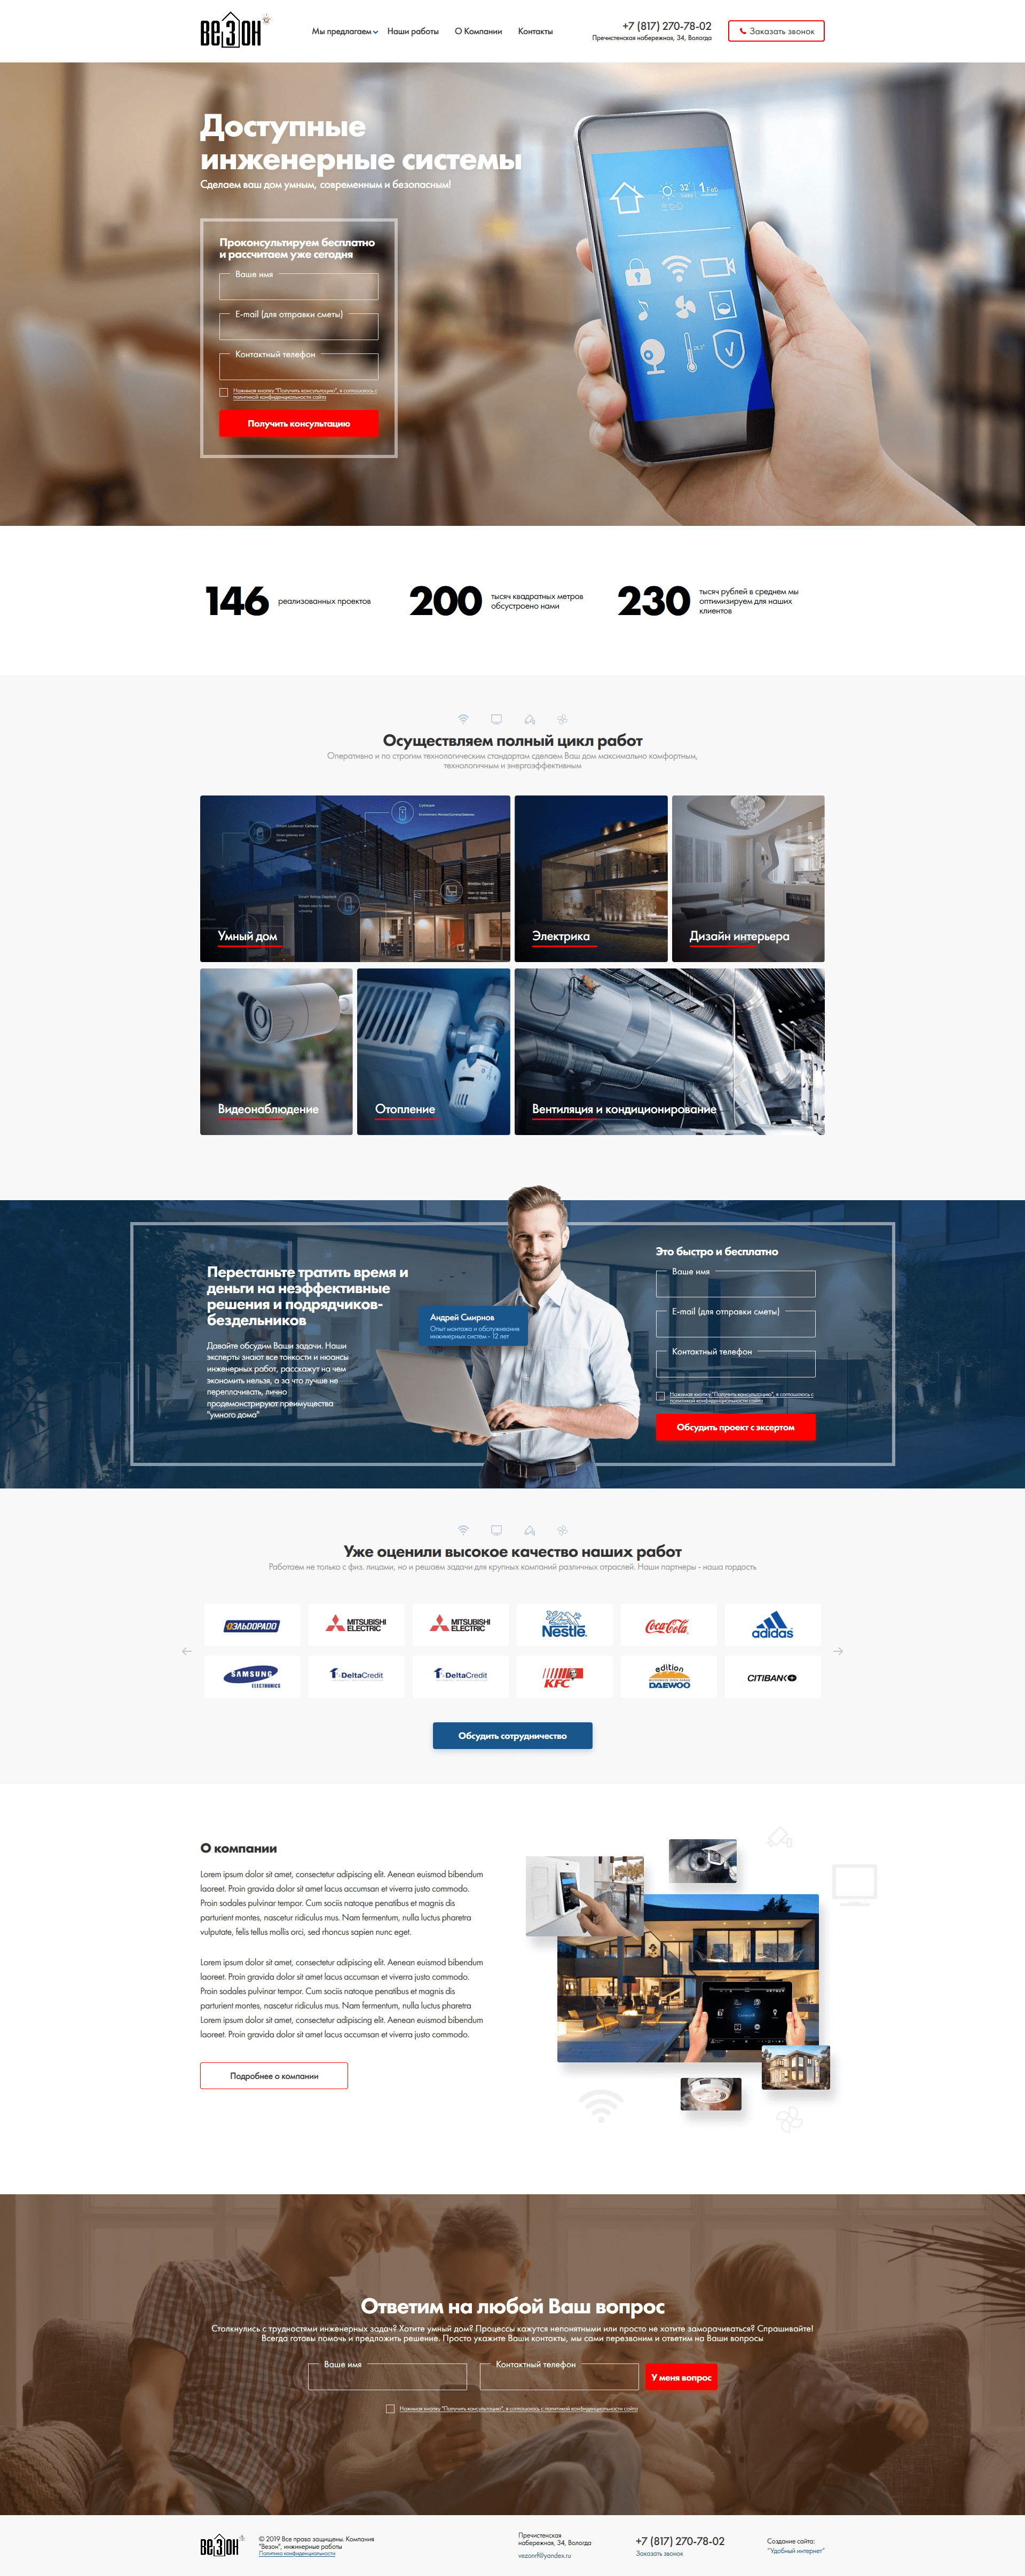 ВЕЗОН
Мы предлагаем
Наши работы
О Компании
Контакты
+7 (817) 270-78-02
Пречистенская набережная, 34, Вологда
Заказать звонок
Доступные
инженерные системы
Сделаем ваш дом умным, современным и безопасным!
Проконсультируем бесплатно
и рассчитаем уже сегодня
Ваше имя
E-mail (для отправки сметы)
Контактный телефон
Нажимая кнопку "Получить консультацию", я соглашаюсь с
политикой конфиденциальности сайта
Получить консультацию
146
реализованных проектов
200
тысяч квадратных метров
обсустроено нами
230
тысяч рублей в среднем мы
оптимизируем для наших
клиентов
Осуществляем полный цикл работ
Оперативно и по строгим технологическим стандартам сделаем Ваш дом максимально комфортным,
технологичным и энергоэффективным
Умный дом
Электрика
Дизайн интерьера
Видеонаблюдение
Отопление
Вентиляция и кондиционирование
Перестаньте тратить время и
деньги на неэффективные
решения и подрядчиков-
бездельников
Давайте обсудим Ваши задачи. Наши
эксперты знают все тонкости и нюансы
инженерных работ, расскажут на чем
экономить нельзя, а за что лучше не
переплачивать, лично
продемонстрируют преимущества
"умного дома"
Андрей Смирнов
Опыт монтажа и обслуживания
инженерных систем - 12 лет
Это быстро и бесплатно
Ваше имя
E-mail (для отправки сметы)
Контактный телефон
Нажимая кнопку "Получить консультацию", я соглашаюсь с
политикой конфиденциальности сайта
Обсудить проект с эксертом
Уже оценили высокое качество наших работ
Работаем не только с физ. лицами, но и решаем задачи для крупных компаний различных отраслей. Наши партнеры - наша гордость
ЭЛЬДОРАДО
MITSUBISHI
ELECTRIC
MITSUBISHI
ELECTRIC
Nestle
Coca-Cola
adidas
SAMSUNG
ELECTRONICS
DeltaCredit
DeltaCredit
KFC
edition
DAEWOO
CITIBANK
Обсудить сотрудничество
О компании
Lorem ipsum dolor sit amet, consectetur adipiscing elit. Aenean euismod bibendum
laoreet. Proin gravida dolor sit amet lacus accumsan et viverra justo commodo.
Proin sodales pulvinar tempor. Cum sociis natoque penatibus et magnis dis
parturient montes, nascetur ridiculus mus. Nam fermentum, nulla luctus pharetra
vulputate, felis tellus mollis orci, sed rhoncus sapien nunc eget.
Lorem ipsum dolor sit amet, consectetur adipiscing elit. Aenean euismod bibendum
laoreet. Proin gravida dolor sit amet lacus accumsan et viverra justo commodo.
Proin sodales pulvinar tempor. Cum sociis natoque penatibus et magnis dis
parturient montes, nascetur ridiculus mus. Nam fermentum, nulla luctus pharetra
Lorem ipsum dolor sit amet, consectetur adipiscing elit. Aenean euismod bibendum
laoreet. Proin gravida dolor sit amet lacus accumsan et viverra justo commodo.
Подробнее о компании
Ответим на любой Ваш вопрос
Столкнулись с трудностями инженерных задач? Хотите умный дом? Процессы кажутся непонятными или просто не хотите заморачиваться? Спрашивайте!
Всегда готовы помочь и предложить решение. Просто укажите Ваши контакты, мы сами перезвоним и ответим на Ваши вопросы
Ваше имя
Контактный телефон
У меня вопрос
Нажимая кнопку "Получить консультацию", я соглашаюсь с политикой конфиденциальности сайта
ВЕЗОН
© 2019 Все права защищены. Компания
"Везон", инженерные работы
Политика конфиденциальности
Пречистенская
набережная, 34, Вологда
vezonrf@yandex.ru
+7 (817) 270-78-02
Заказать звонок
Создание сайта:
"Удобный интернет"